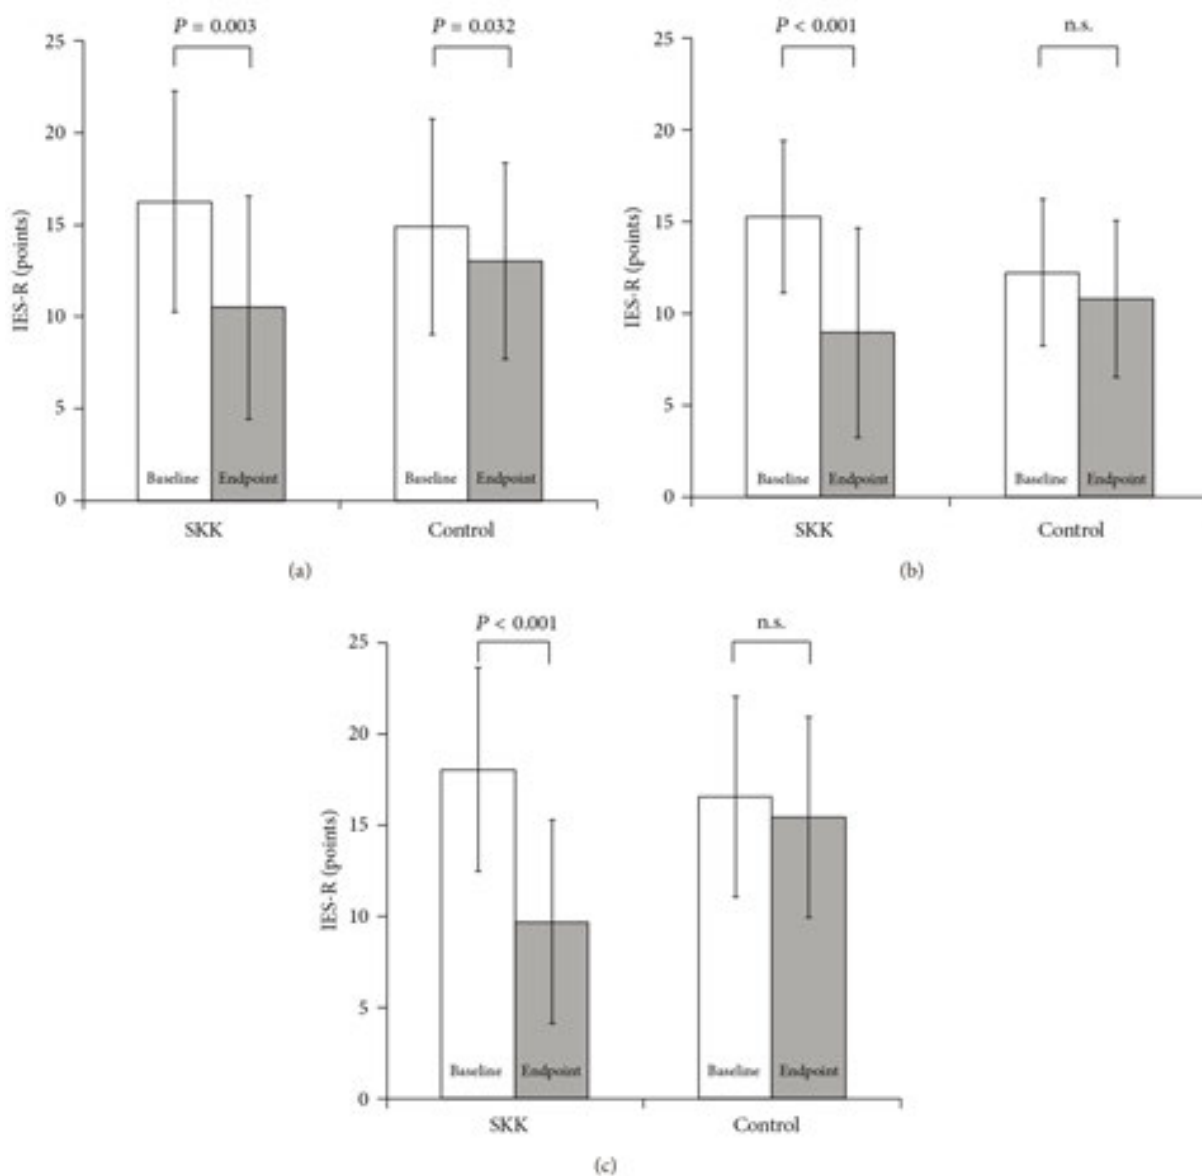 P = 0.003
P = 0.032
25
20
15
10
5
0
IES-R (points)
Baseline
Endpoint
Baseline
Endpoint
SKK
Control
(a)
P < 0.001
n.s.
25
20
15
10
5
0
IES-R (points)
Baseline
Endpoint
Baseline
Endpoint
SKK
Control
(b)
P < 0.001
n.s.
25
20
15
10
5
0
IES-R (points)
Baseline
Endpoint
Baseline
Endpoint
SKK
Control
(c)